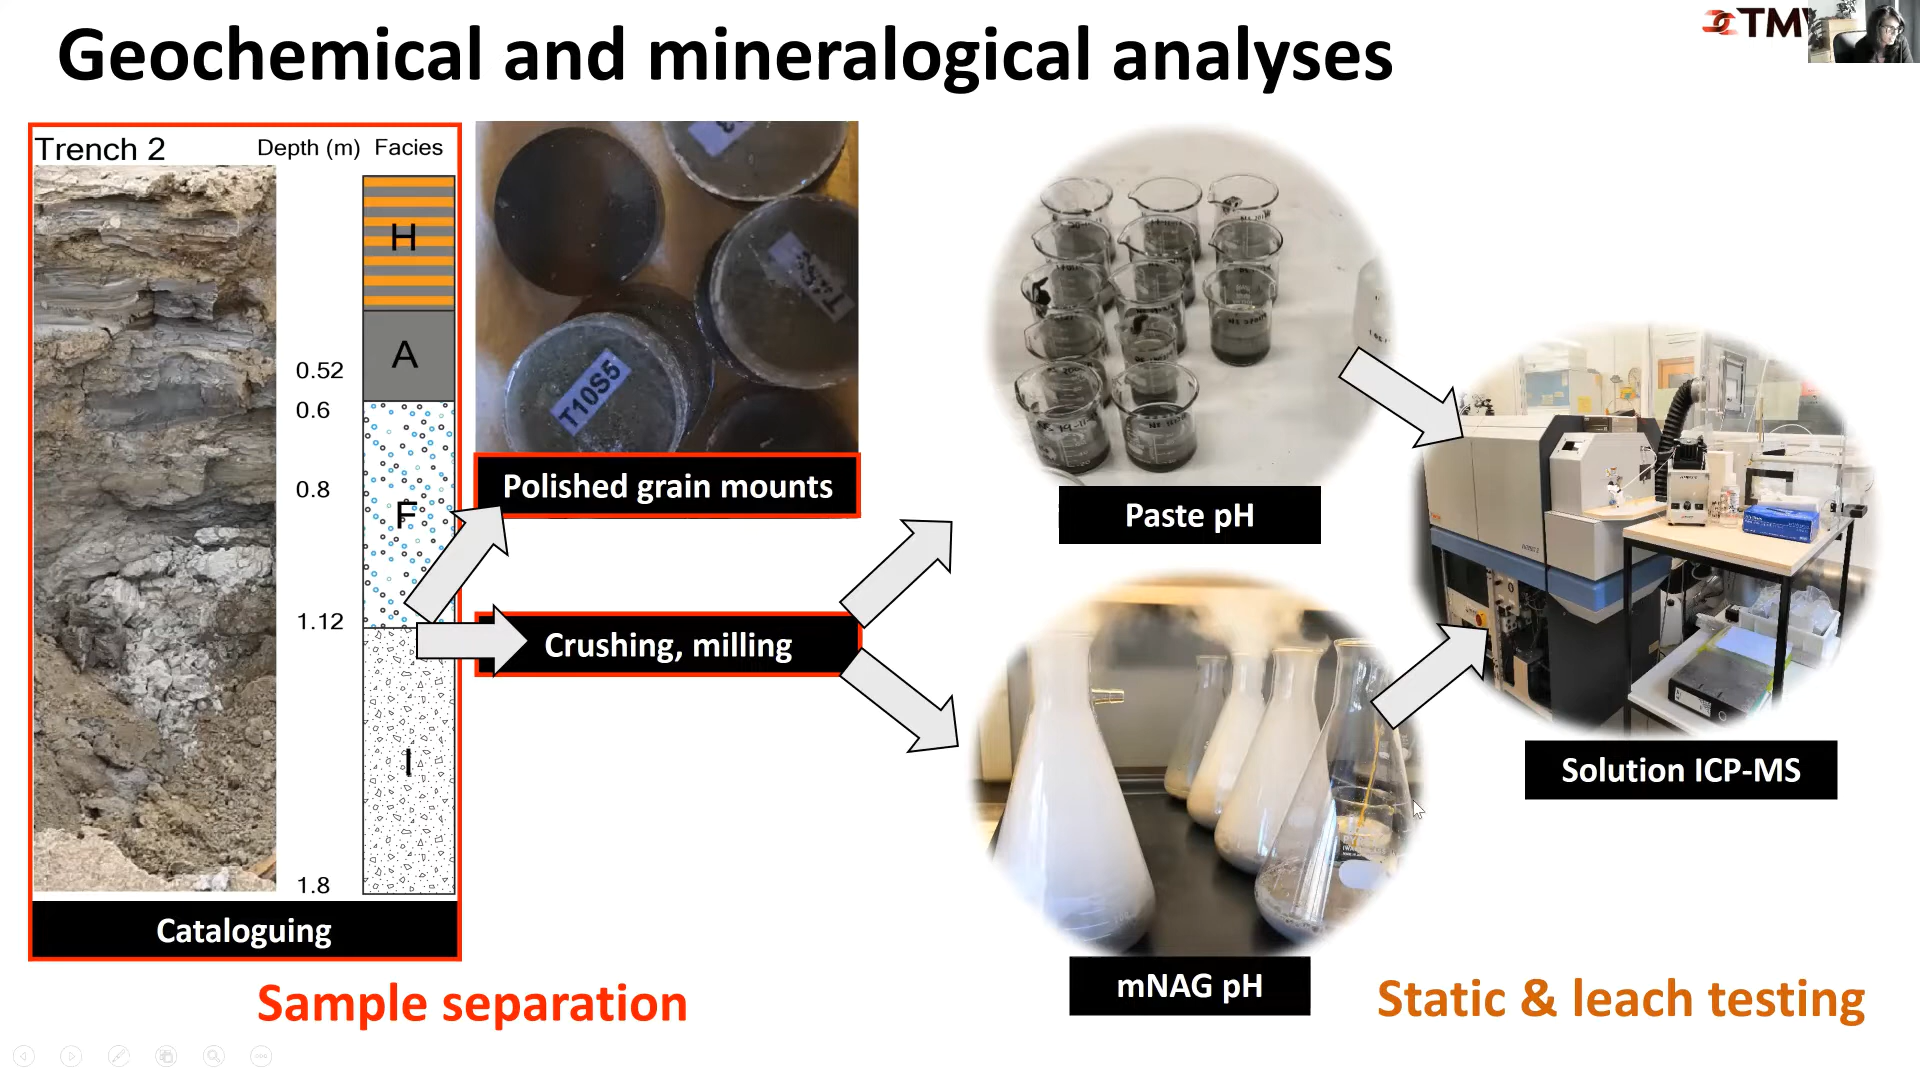 Geochemical and mineralogical analyses
Trench 2
Depth (m)
Facies
H
A
F
I
0.52
0.6
0.8
1.12
1.8
Cataloguing
T10S5
Polished grain mounts
Crushing, milling
Paste pH
mNAG pH
Solution ICP-MS
Sample separation
Static & leach testing